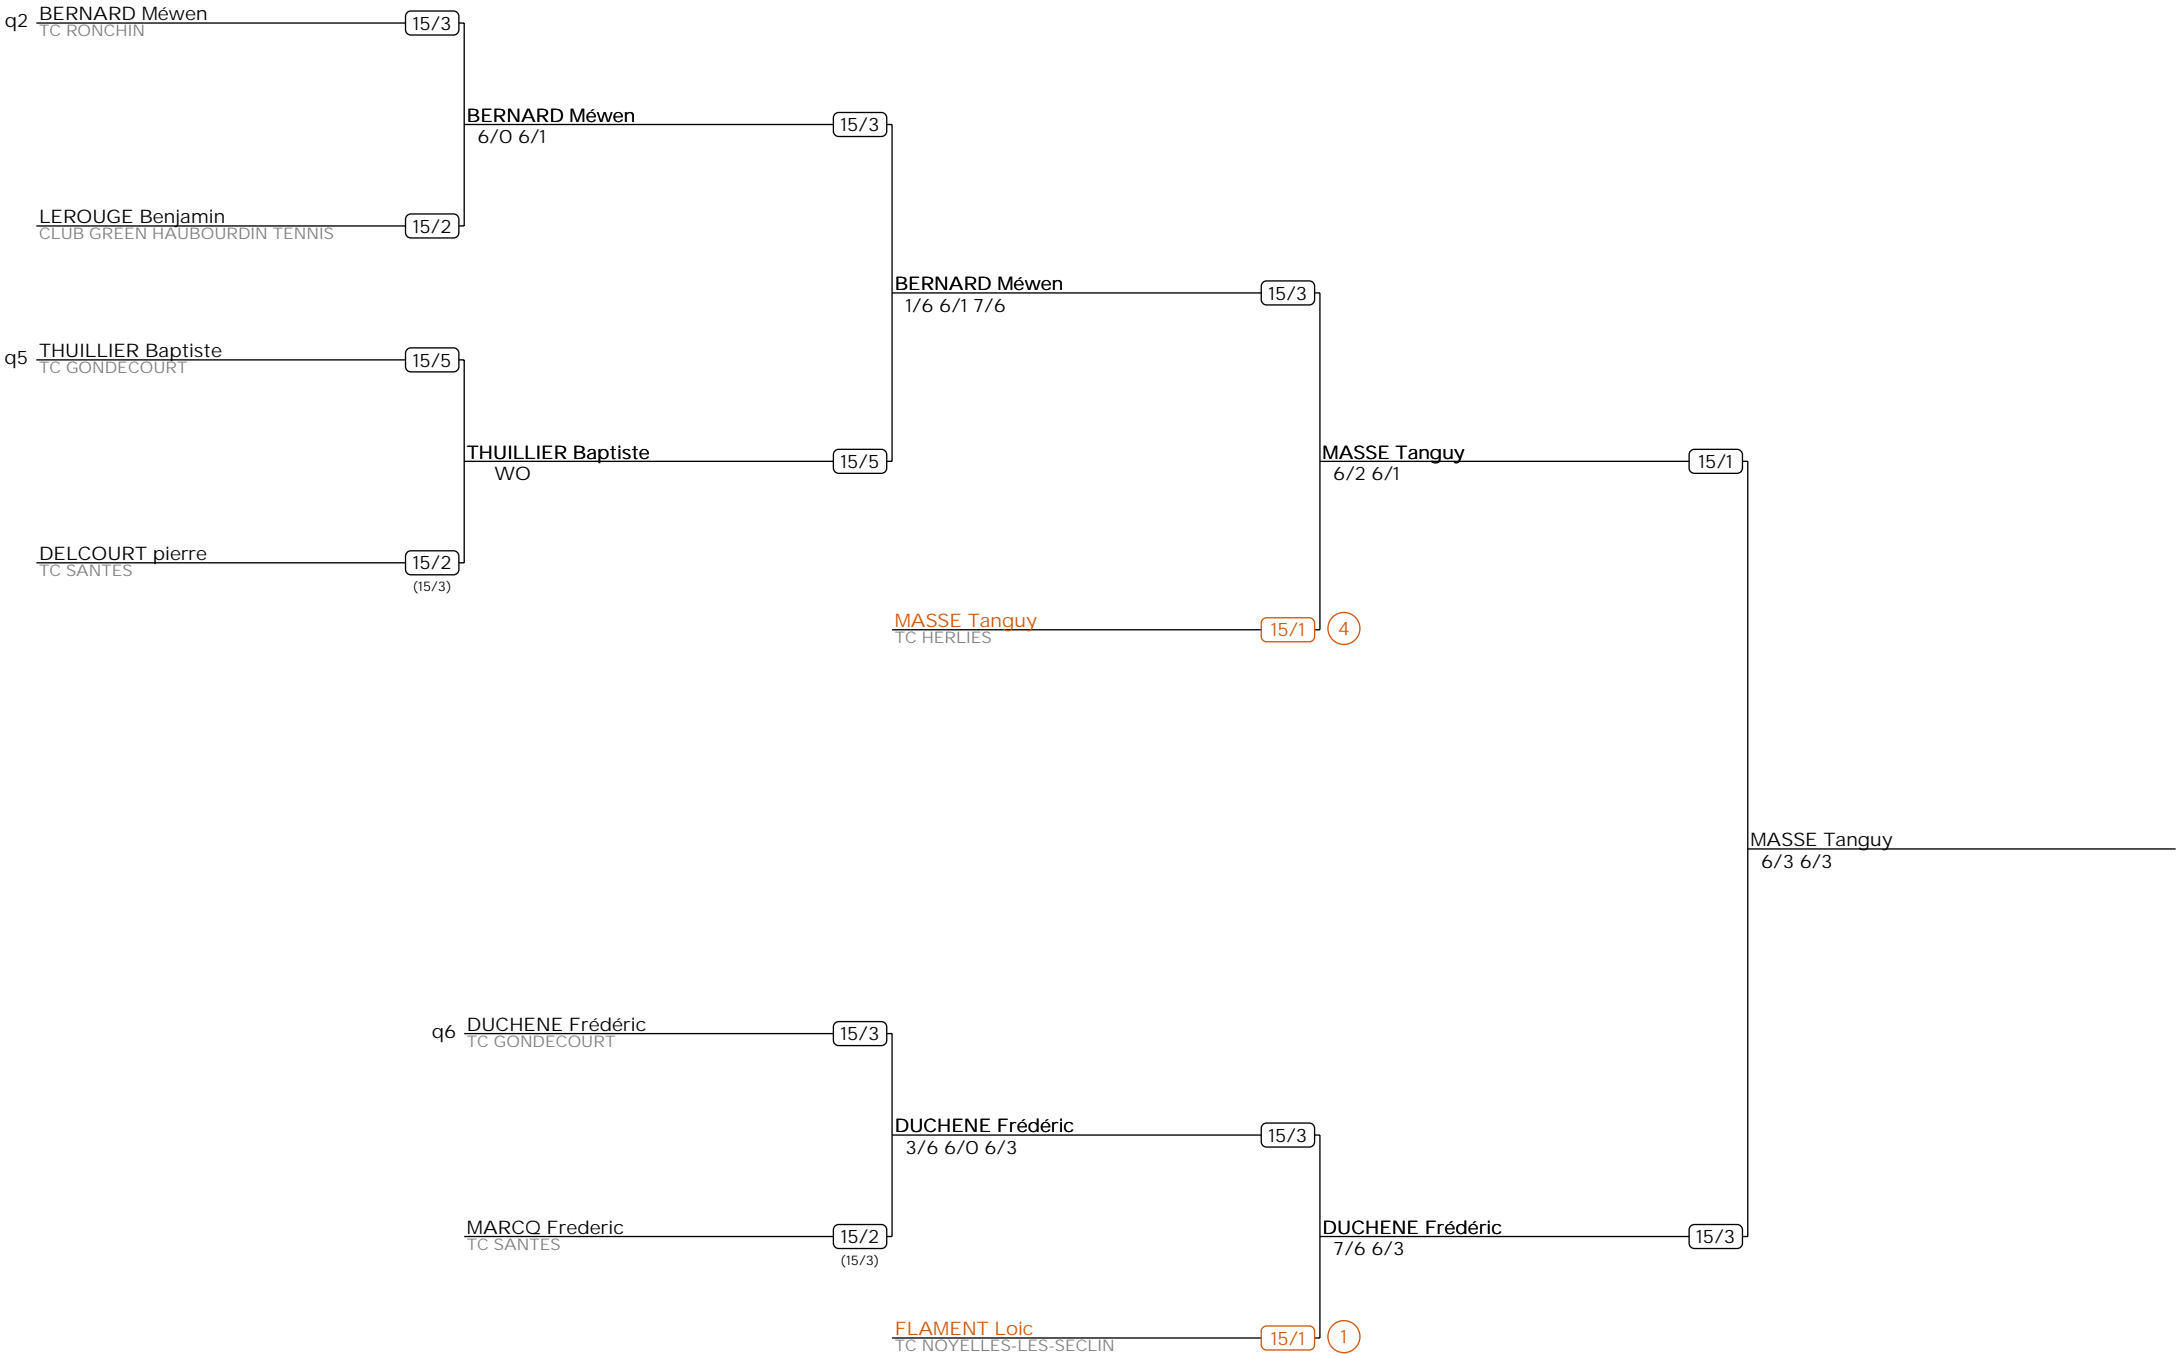 q2 BERNARD Méwen 15/3
TC RONCHIN
BERNARD Méwen 15/3
6/0 6/1
LEROUGE Benjamin 15/2
CLUB GREEN HAUBOURDIN TENNIS
BERNARD Méwen 15/3
1/6 6/1 7/6
q5 THUILLIER Baptiste 15/5
TC GONDECOURT
THUILLIER Baptiste 15/5
WO
MASSE Tanguy 15/1
6/2 6/1
DELCOURT pierre 15/2
TC SANTES
(15/3)
MASSE Tanguy 15/1 4
TC HERLIES
MASSE Tanguy
6/3 6/3
q6 DUCHENE Frédéric 15/3
TC GONDECOURT
DUCHENE Frédéric 15/3
3/6 6/0 6/3
MARCQ Frederic 15/2
TC SANTES
(15/3)
DUCHENE Frédéric 15/3
7/6 6/3
FLAMENT Loic 15/1 1
TC NOYELLES-LES-SECLIN